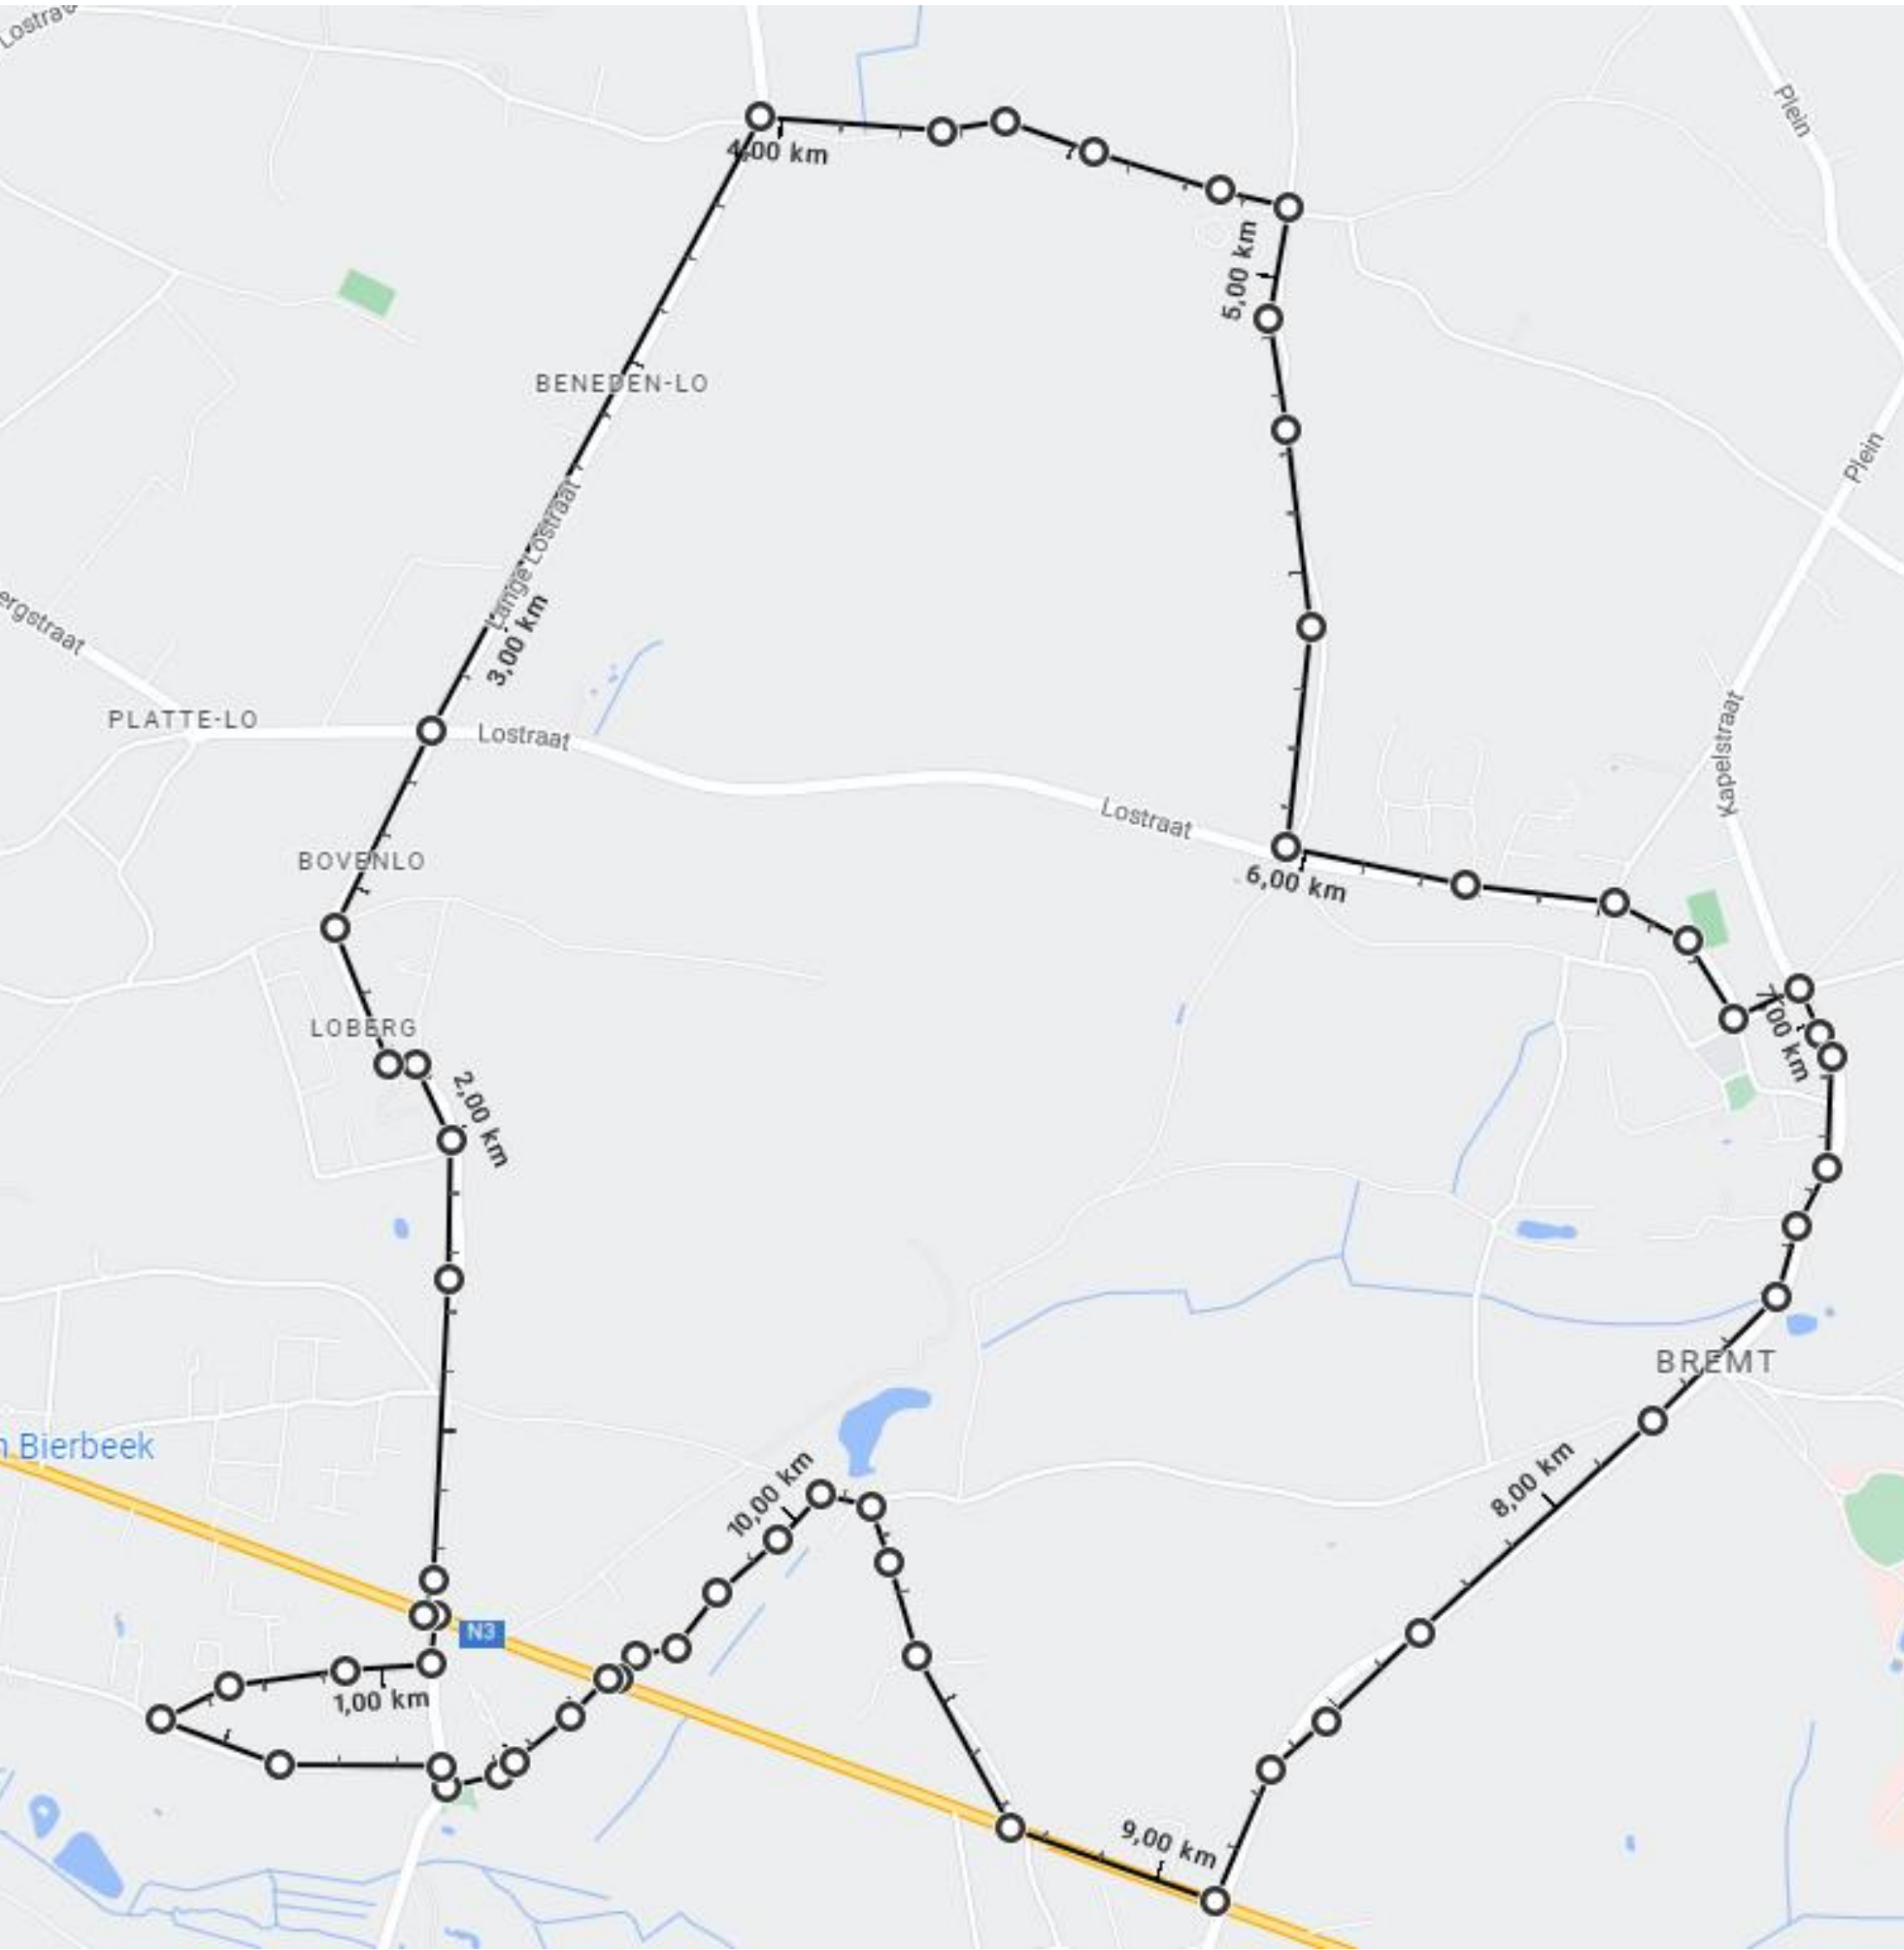 Lostraat
Plein
4,00 km
5,00 km
BENEDEN-LO
Plein
Lange Lostraat
3,00 km
ergstraat
PLATTE-LO
Lostraat
Kapelstraat
Lostraat
BOVENLO
6,00 km
7,00 km
LOBERG
2,00 km
BREMT
n Bierbeek
8,00 km
10,00 km
N3
1,00 km
9,00 km